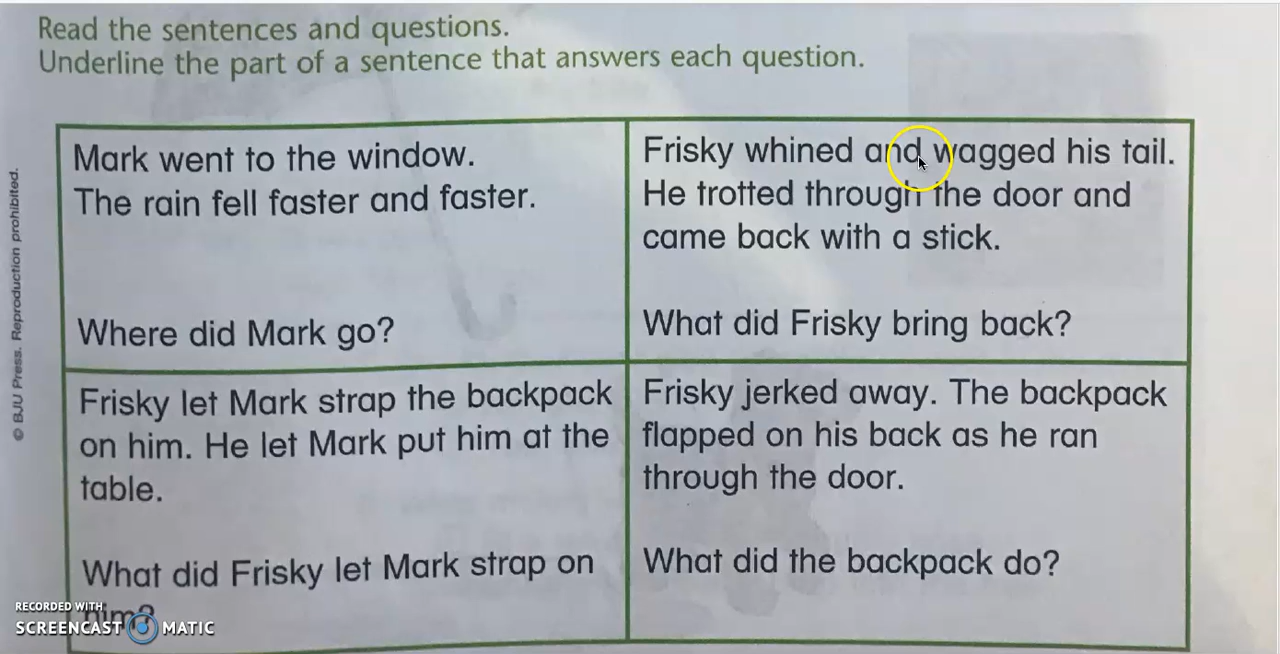 Read the sentences and questions.
Underline the part of a sentence that answers each question.
© BJU Press. Reproduction prohibited.
Mark went to the window.
The rain fell faster and faster.
Where did Mark go?
Frisky whined and wagged his tail.
He trotted through the door and
came back with a stick.
What did Frisky bring back?
Frisky let Mark strap the backpack
on him. He let Mark put him at the
table.
What did Frisky let Mark strap on
him?
Frisky jerked away. The backpack
flapped on his back as he ran
through the door.
What did the backpack do?
RECORDED WITH
SCREENCAST MATIC